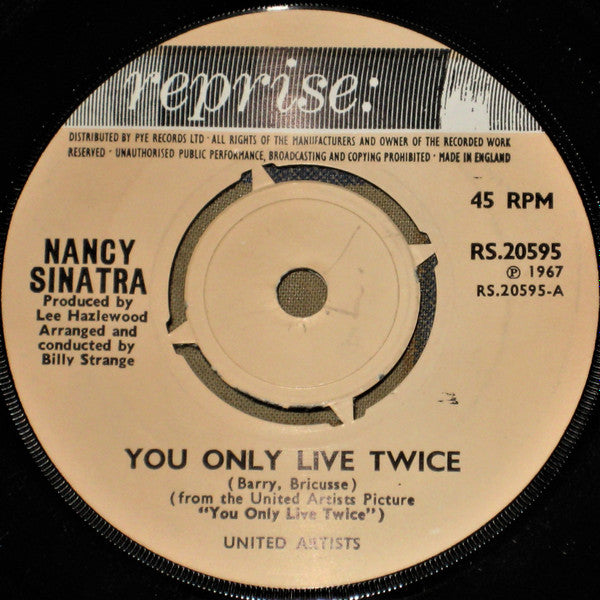 reprise:
DISTRIBUTED BY PYE RECORDS LTD · ALL RIGHTS OF THE MANUFACTURERS AND OWNER OF THE RECORDED WORK
RESERVED · UNAUTHORISED PUBLIC PERFORMANCE, BROADCASTING AND COPYING PROHIBITED · MADE IN ENGLAND
45 RPM
NANCY
SINATRA
Produced by
Lee Hazlewood
Arranged and
conducted by
Billy Strange
RS.20595
℗ 1967
RS.20595-A
YOU ONLY LIVE TWICE
(Barry, Bricusse)
(from the United Artists Picture
“You Only Live Twice”)
UNITED ARTISTS